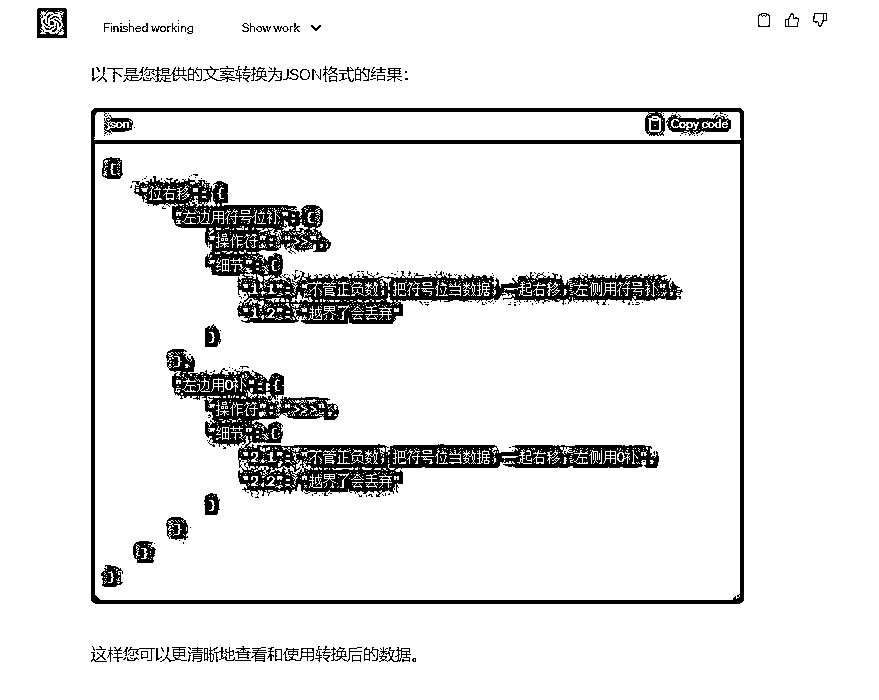 Finished working Show work
以下是您提供的文案转换为JSON格式的结果：
json Copy code
{
"位右移": {
"左边用符号位补": {
"操作符": ">>",
"细节": {
"1.1": "不管正负数，把符号位当数据，一起右移，左侧用符号补",
"1.2": "越界了会丢弃"
}
},
"左边用0补": {
"操作符": ">>>",
"细节": {
"2.1": "不管正负数，把符号位当数据，一起右移，左侧用0补",
"2.2": "越界了会丢弃"
}
}
}
}
这样您可以更清晰地查看和使用转换后的数据。